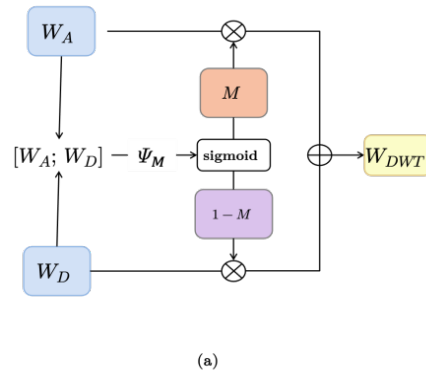 W_A
M
[W_A; W_D]
Ψ_M
sigmoid
W_DWT
1 − M
W_D
(a)